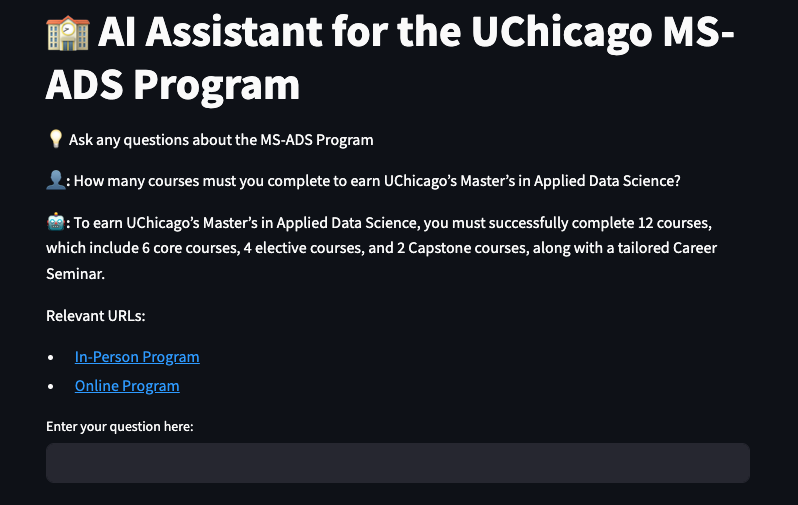 🏫 AI Assistant for the UChicago MS-
ADS Program
💡 Ask any questions about the MS-ADS Program
👤: How many courses must you complete to earn UChicago’s Master’s in Applied Data Science?
🤖: To earn UChicago’s Master’s in Applied Data Science, you must successfully complete 12 courses,
which include 6 core courses, 4 elective courses, and 2 Capstone courses, along with a tailored Career
Seminar.
Relevant URLs:
• In-Person Program
• Online Program
Enter your question here: